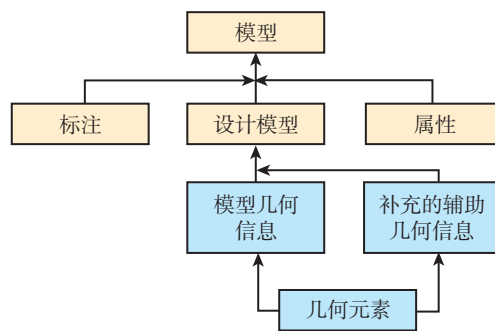 模型
标注
设计模型
属性
模型几何
信息
补充的辅助
几何信息
几何元素